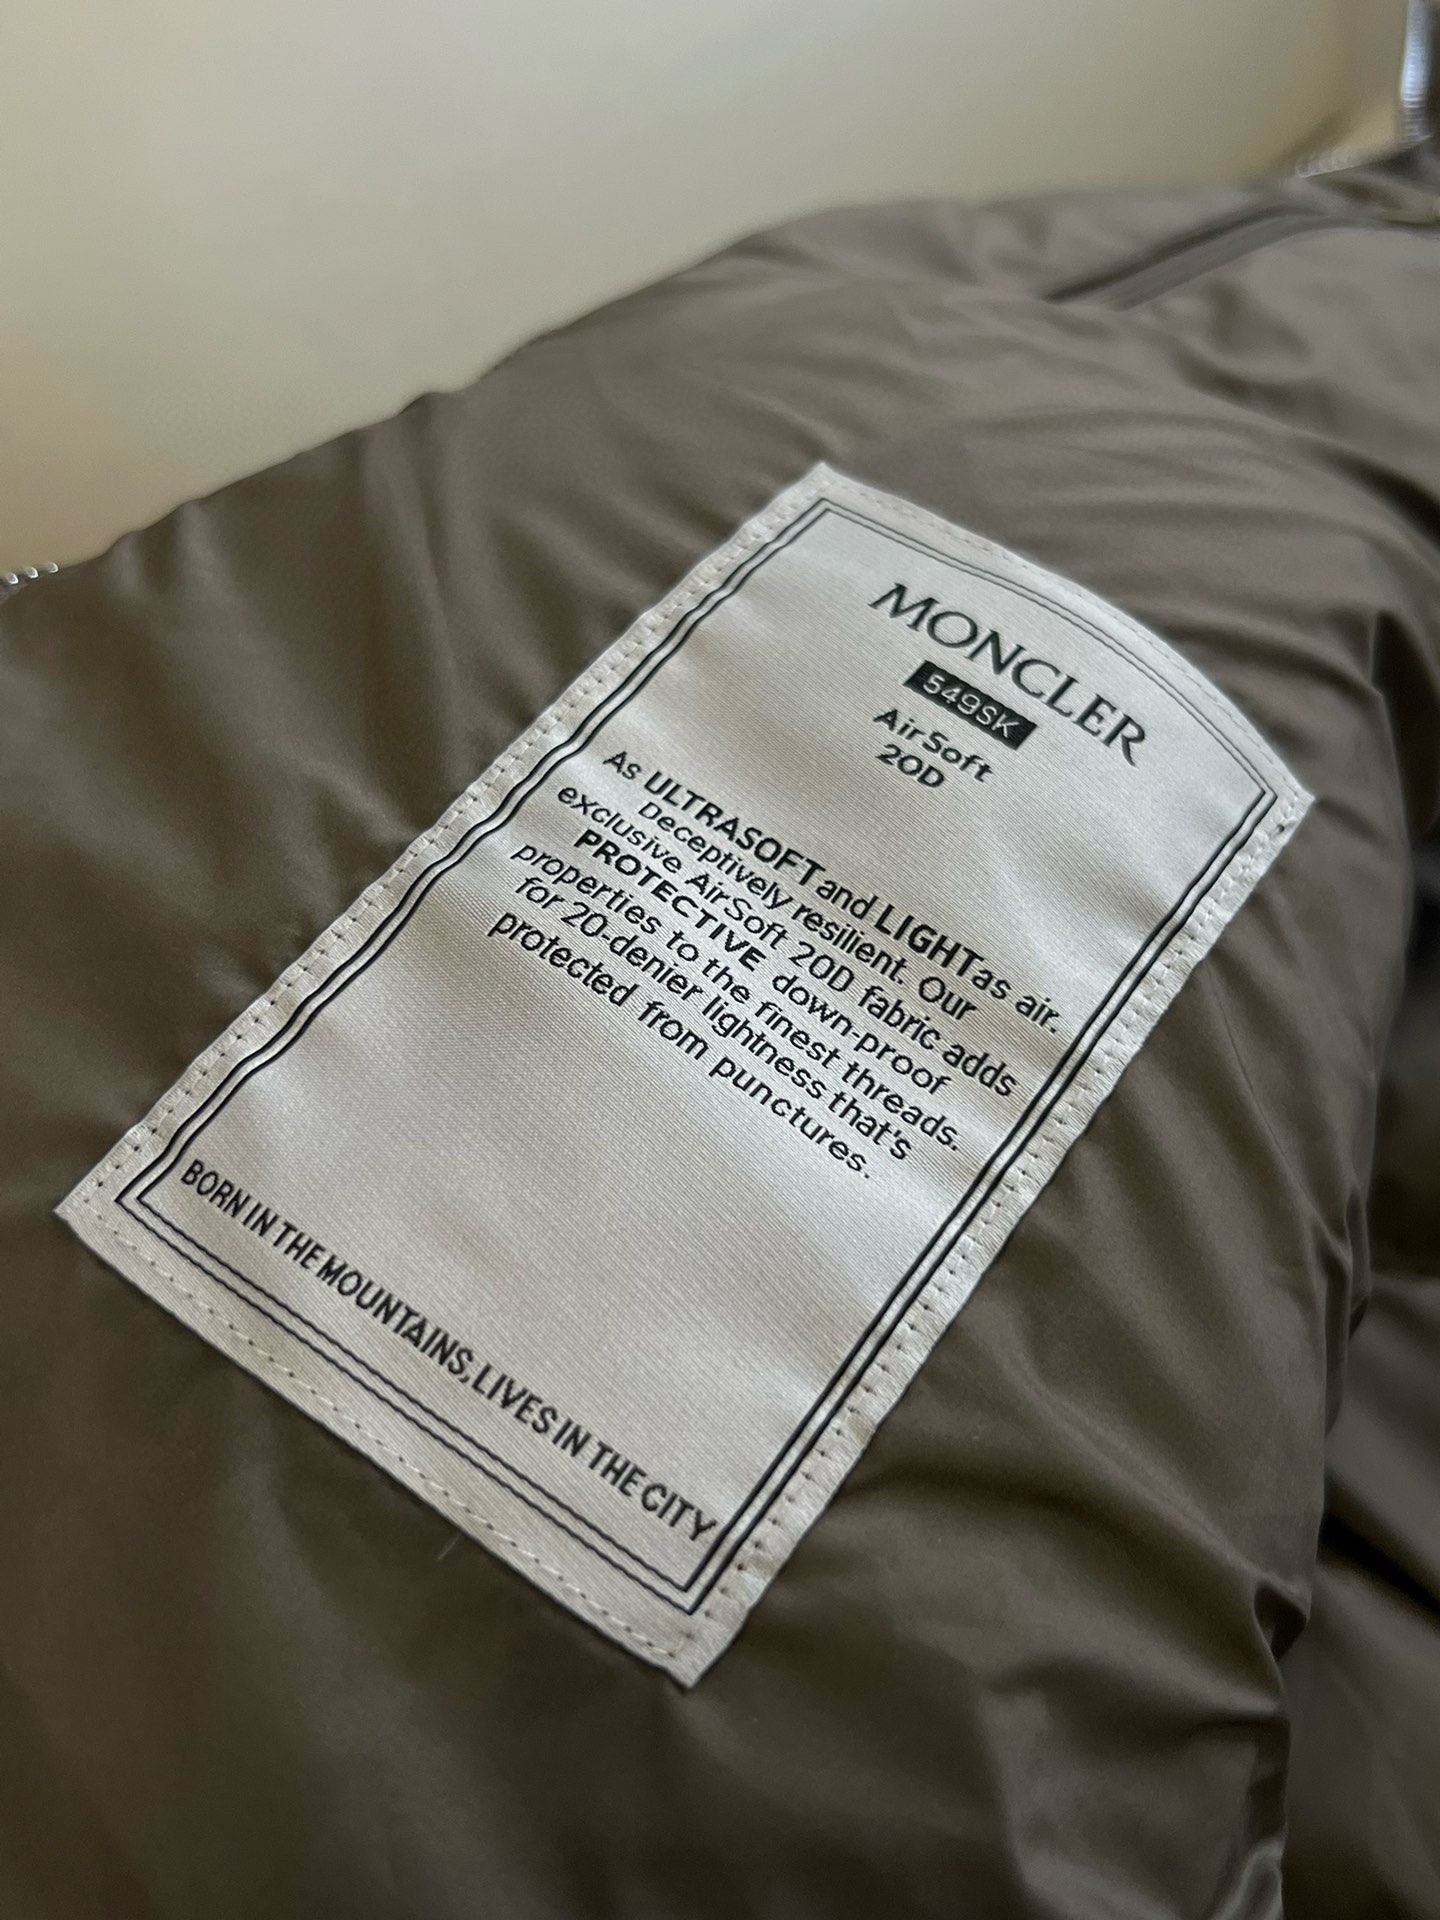 MONCLER
549SK
AirSoft
20D
As ULTRASOFT and LIGHT as air.
Deceptively resilient. Our
exclusive AirSoft 20D fabric adds
PROTECTIVE down-proof
properties to the finest threads.
for 20-denier lightness that's
protected from punctures.
BORN IN THE MOUNTAINS, LIVES IN THE CITY